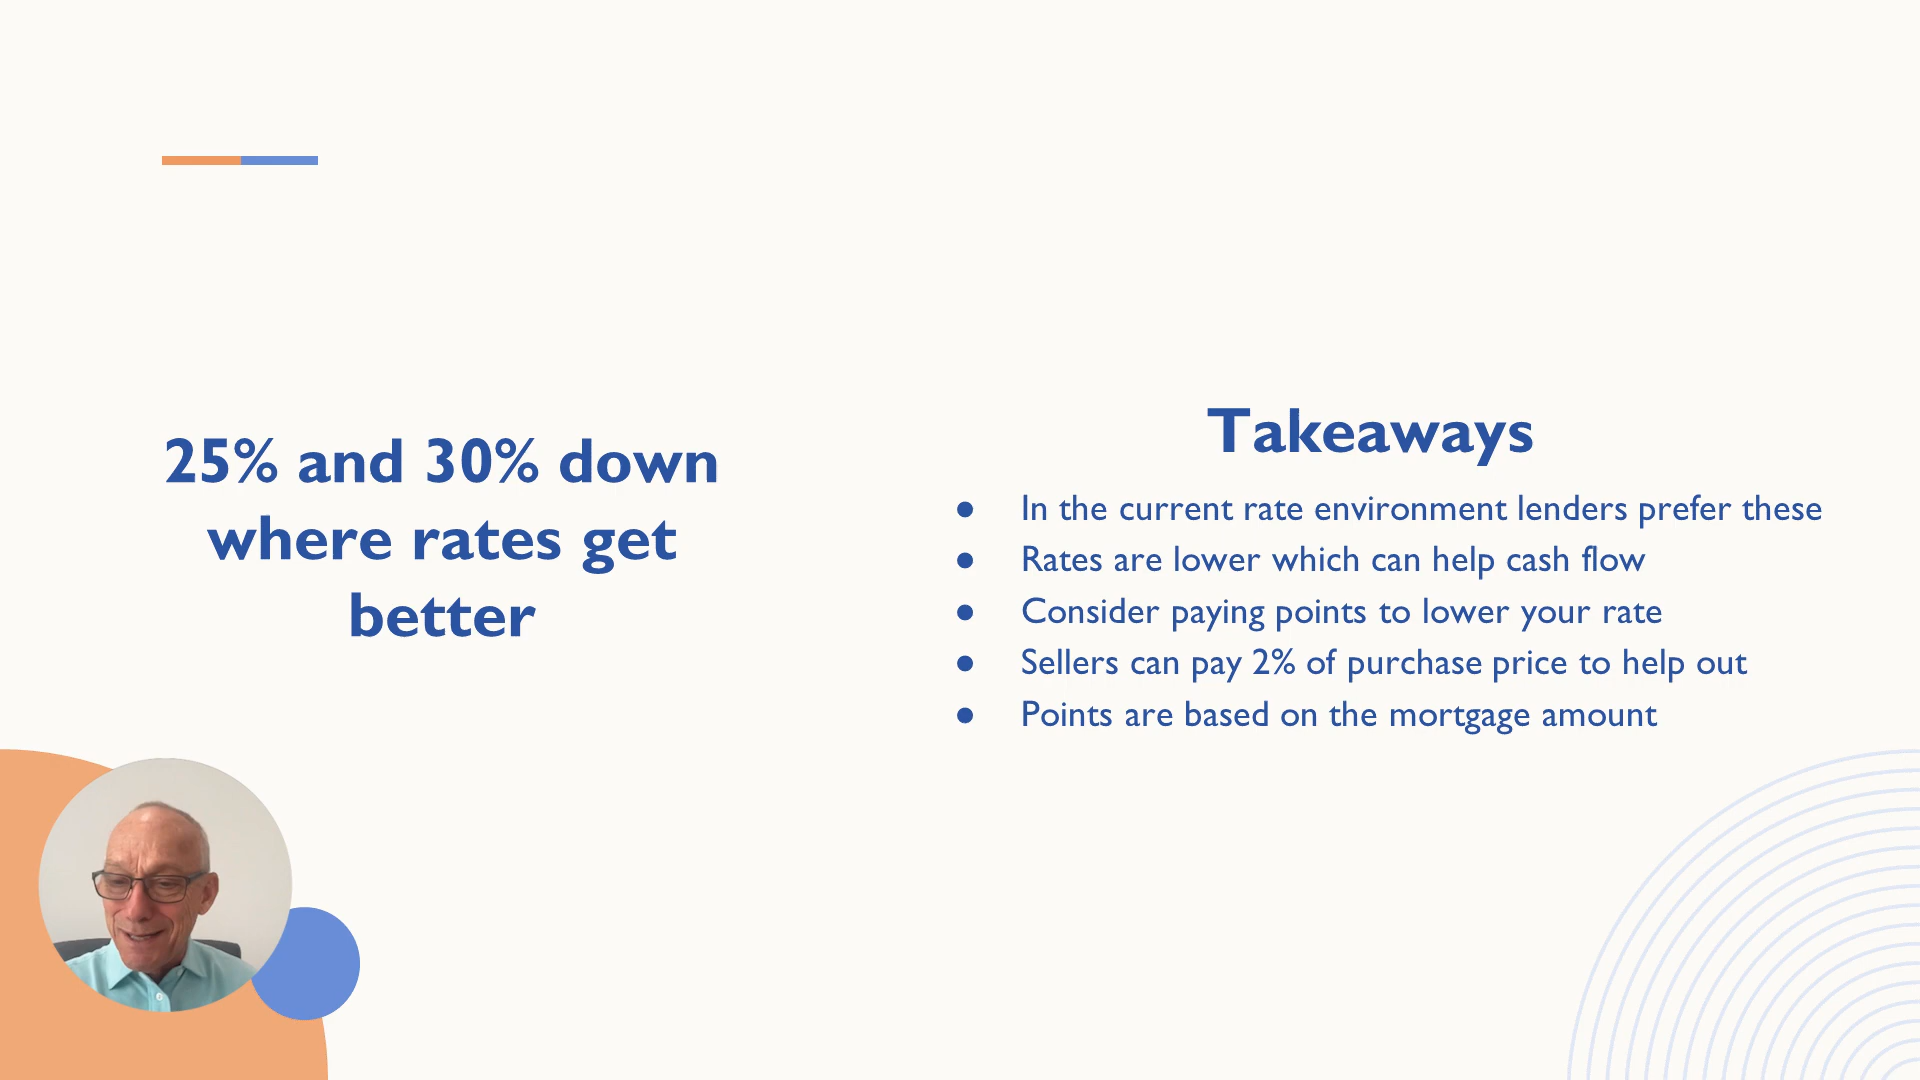 25% and 30% down
where rates get
better
Takeaways
● In the current rate environment lenders prefer these
● Rates are lower which can help cash flow
● Consider paying points to lower your rate
● Sellers can pay 2% of purchase price to help out
● Points are based on the mortgage amount